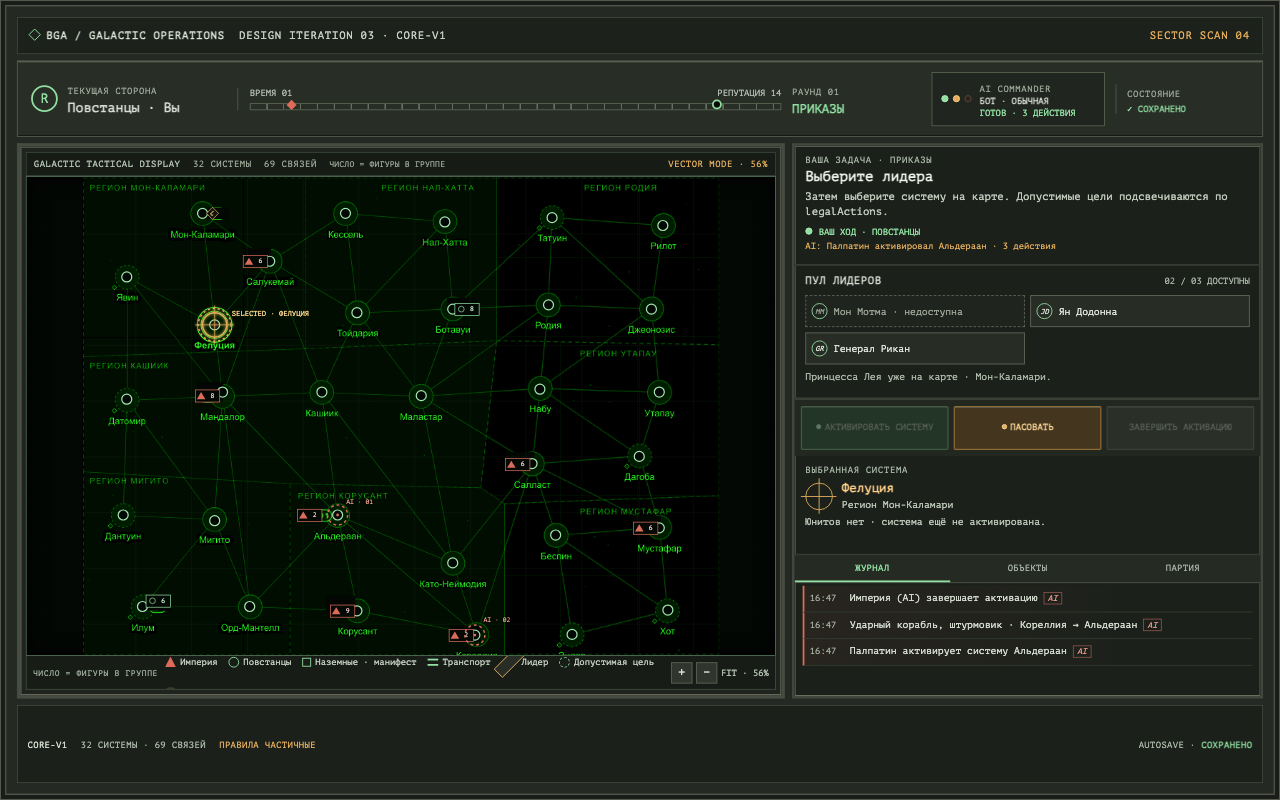 BGA / GALACTIC OPERATIONS DESIGN ITERATION 03 · CORE-V1
SECTOR SCAN 04
R
ТЕКУЩАЯ СТОРОНА
Повстанцы · Вы
ВРЕМЯ 01
РЕПУТАЦИЯ 14
РАУНД 01
ПРИКАЗЫ
AI COMMANDER
БОТ · ОБЫЧНАЯ
ГОТОВ · 3 ДЕЙСТВИЯ
СОСТОЯНИЕ
✓ СОХРАНЕНО
GALACTIC TACTICAL DISPLAY 32 СИСТЕМЫ 69 СВЯЗЕЙ ЧИСЛО = ФИГУРЫ В ГРУППЕ
VECTOR MODE · 56%
РЕГИОН МОН-КАЛАМАРИ
РЕГИОН НАЛ-ХАТТА
РЕГИОН РОДИЯ
Мон-Каламари
Кессель
Нал-Хатта
Татуин
Рилот
6
Салукемай
Явин
SELECTED · ФЕЛУЦИЯ
Фелуция
Тойдария
8
Ботавуи
Родия
Джеонозис
РЕГИОН УТАПАУ
РЕГИОН КАШИИК
8
Датомир
Мандалор
Кашиик
Маластар
Набу
Утапау
6
Салласт
Дагоба
РЕГИОН МИГИТО
РЕГИОН КОРУСАНТ
AI · 01
2
1
Дантуин
Мигито
Альдераан
РЕГИОН МУСТАФАР
6
Беспин
Мустафар
Като-Неймодия
6
Илум
Орд-Мантелл
9
Корусант
AI · 02
Хот
ЧИСЛО = ФИГУРЫ В ГРУППЕ
Империя Повстанцы Наземные · манифест Транспорт Лидер Допустимая цель
+ − FIT · 56%
ВАША ЗАДАЧА · ПРИКАЗЫ
Выберите лидера
Затем выберите систему на карте. Допустимые цели подсвечиваются по
legalActions.
ВАШ ХОД · ПОВСТАНЦЫ
AI: Палпатин активировал Альдераан · 3 действия
ПУЛ ЛИДЕРОВ
02 / 03 ДОСТУПНЫ
ММ Мон Мотма · недоступна
JD Ян Додонна
GR Генерал Рикан
Принцесса Лея уже на карте · Мон-Каламари.
АКТИВИРОВАТЬ СИСТЕМУ
ПАСОВАТЬ
ЗАВЕРШИТЬ АКТИВАЦИЮ
ВЫБРАННАЯ СИСТЕМА
Фелуция
Регион Мон-Каламари
Юнитов нет · система ещё не активирована.
ЖУРНАЛ
ОБЪЕКТЫ
ПАРТИЯ
16:47 Империя (AI) завершает активацию AI
16:47 Ударный корабль, штурмовик · Кореллия → Альдераан AI
16:47 Палпатин активирует систему Альдераан AI
CORE-V1 32 СИСТЕМЫ · 69 СВЯЗЕЙ ПРАВИЛА ЧАСТИЧНЫЕ
AUTOSAVE · СОХРАНЕНО